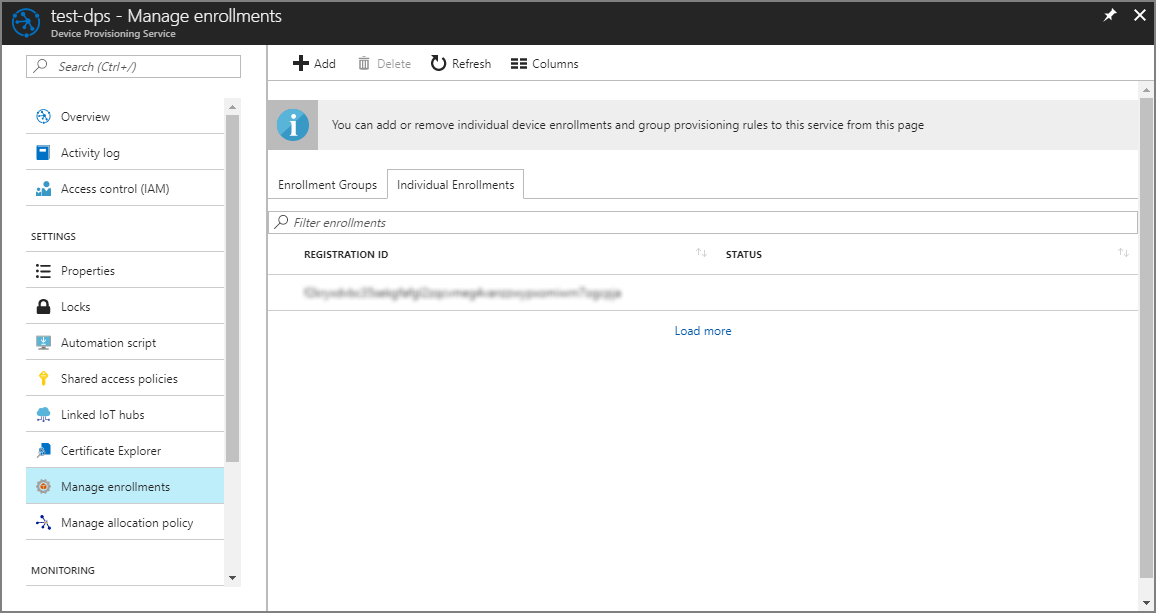 test-dps - Manage enrollments
Device Provisioning Service
Search (Ctrl+/)
Overview
Activity log
Access control (IAM)
SETTINGS
Properties
Locks
Automation script
Shared access policies
Linked IoT hubs
Certificate Explorer
Manage enrollments
Manage allocation policy
MONITORING
Add
Delete
Refresh
Columns
You can add or remove individual device enrollments and group provisioning rules to this service from this page
Enrollment Groups
Individual Enrollments
Filter enrollments
REGISTRATION ID
STATUS
Load more